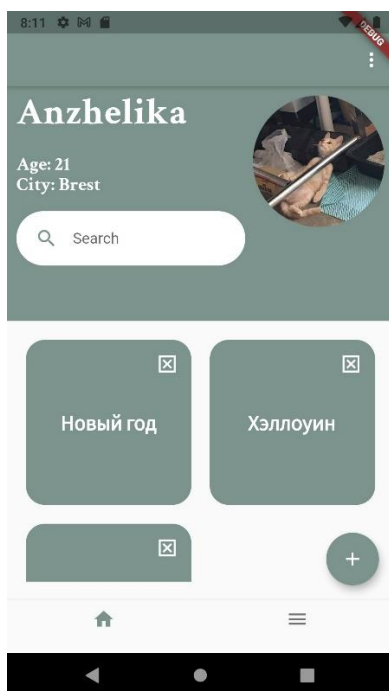 8:11
DEBUG
Anzhelika
Age: 21
City: Brest
Search
Новый год
Хэллоуин